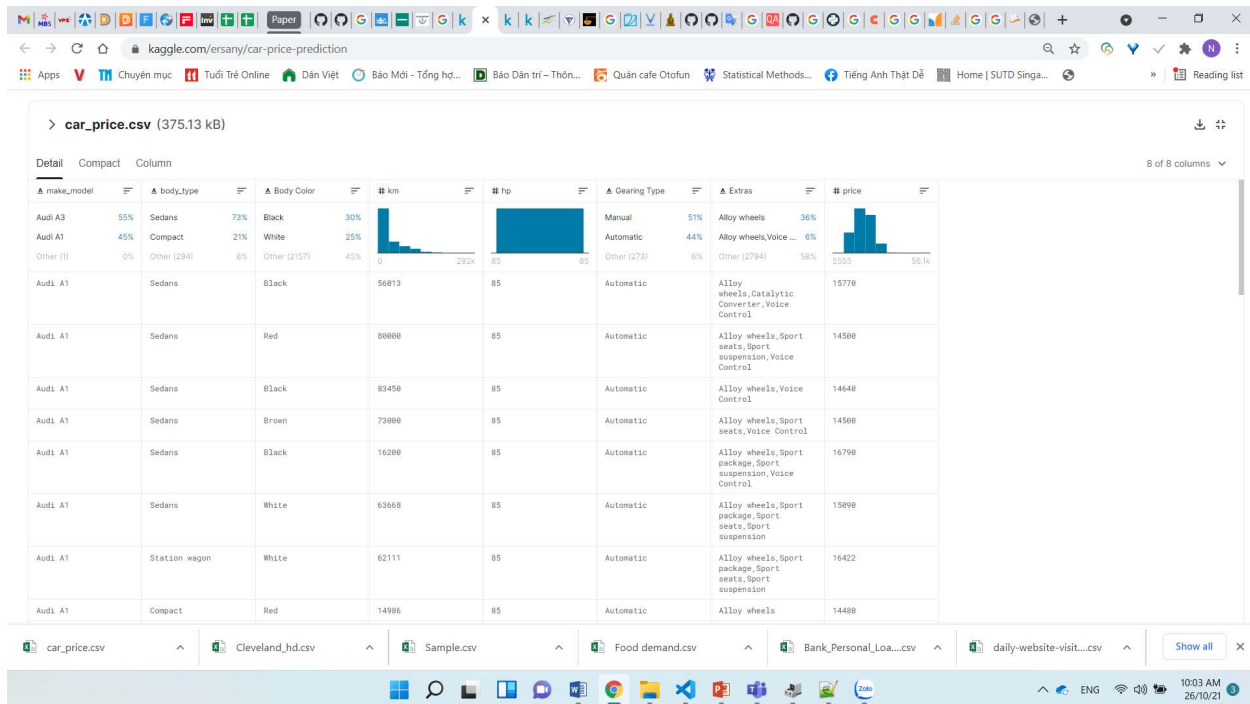 Paper
kaggle.com/ersany/car-price-prediction
N
Apps
Chuyên mục
Tuổi Trẻ Online
Dân Việt
Báo Mới - Tổng hợ...
Báo Dân trí – Thôn...
Quán cafe Otofun
Statistical Methods...
Tiếng Anh Thật Dễ
Home | SUTD Singa...
»
Reading list
car_price.csv (375.13 kB)
Detail Compact Column
8 of 8 columns
make_model body_type Body Color # km # hp Gearing Type Extras # price
Audi A3 55% Sedans 73% Black 30% Manual 51% Alloy wheels 36%
Audi A1 45% Compact 21% White 25% Automatic 44% Alloy wheels,Voice ... 6%
Other (1) 0% Other (294) 6% Other (2157) 45% 0 292k 85 85 Other (273) 6% Other (2794) 58% 5555 56.1k
Audi A1 Sedans Black 56013 85 Automatic Alloy 15770
wheels,Catalytic
Converter,Voice
Control
Audi A1 Sedans Red 80000 85 Automatic Alloy wheels,Sport 14500
seats,Sport
suspension,Voice
Control
Audi A1 Sedans Black 83450 85 Automatic Alloy wheels,Voice 14640
Control
Audi A1 Sedans Brown 73000 85 Automatic Alloy wheels,Sport 14500
seats,Voice Control
Audi A1 Sedans Black 16200 85 Automatic Alloy wheels,Sport 16790
package,Sport
suspension,Voice
Control
Audi A1 Sedans White 63668 85 Automatic Alloy wheels,Sport 15090
package,Sport
seats,Sport
suspension
Audi A1 Station wagon White 62111 85 Automatic Alloy wheels,Sport 16422
package,Sport
seats,Sport
suspension
Audi A1 Compact Red 14986 85 Automatic Alloy wheels 14480
car_price.csv Cleveland_hd.csv Sample.csv Food demand.csv Bank_Personal_Loa....csv daily-website-visit....csv Show all
Zalo
ENG
10:03 AM
26/10/21
3